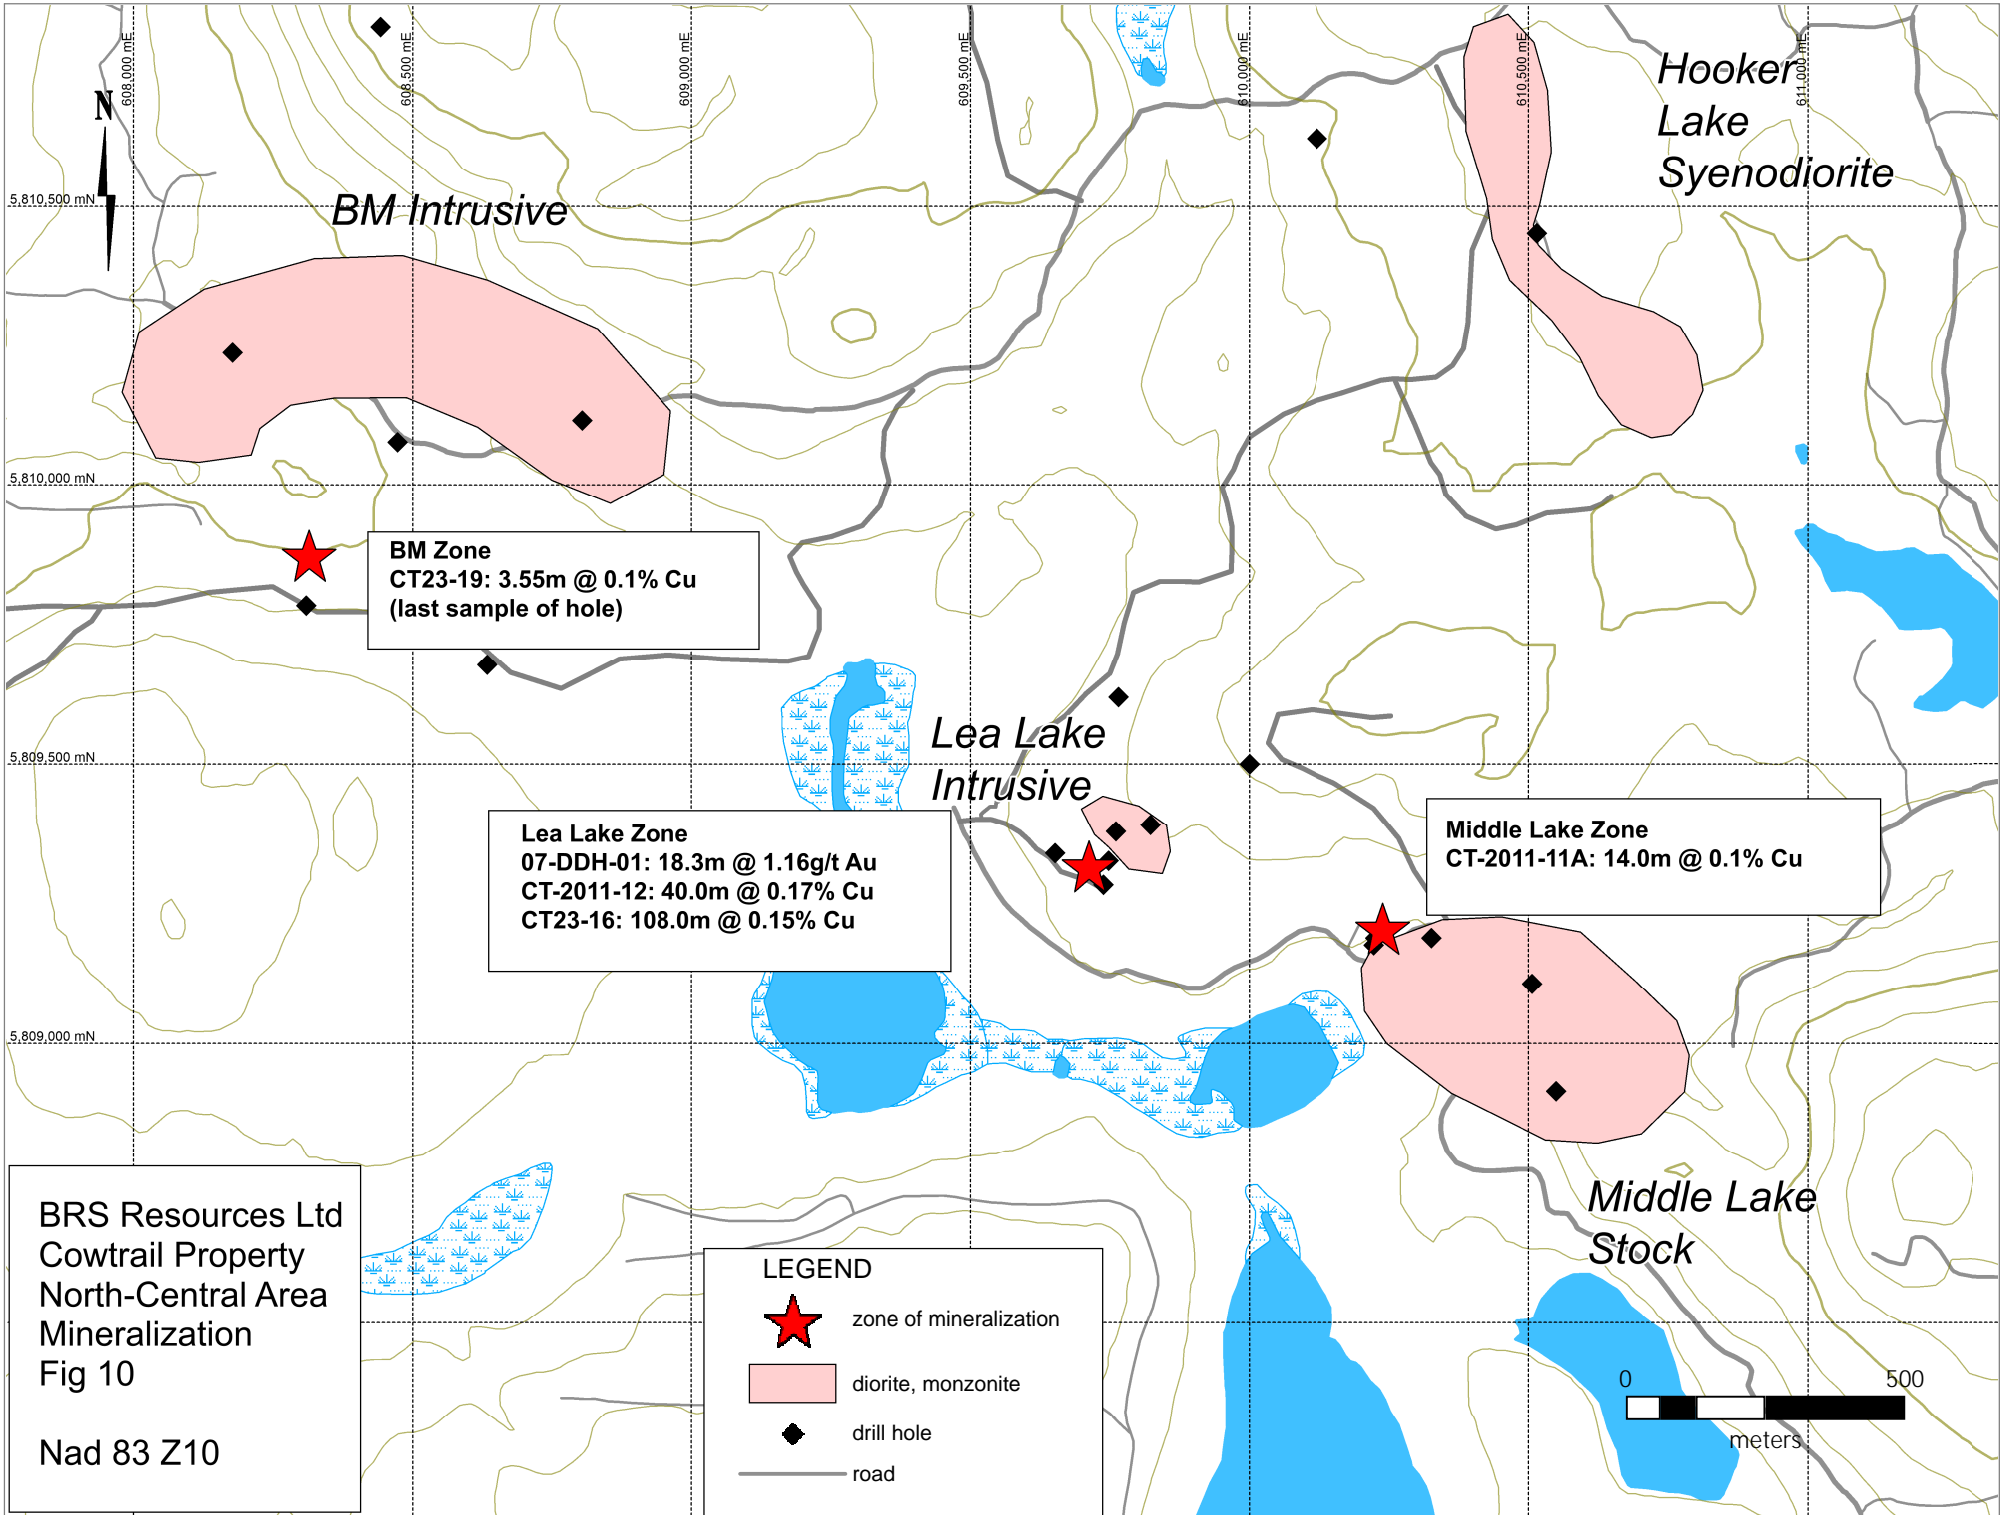 608,000 mE
608,500 mE
609,000 mE
609,500 mE
610,000 mE
610,500 mE
611,000 mE
N
Hooker
Lake
Syenodiorite
5,810,500 mN
BM Intrusive
5,810,000 mN
BM Zone
CT23-19: 3.55m @ 0.1% Cu
(last sample of hole)
Lea Lake
Intrusive
5,809,500 mN
Lea Lake Zone
07-DDH-01: 18.3m @ 1.16g/t Au
CT-2011-12: 40.0m @ 0.17% Cu
CT23-16: 108.0m @ 0.15% Cu
Middle Lake Zone
CT-2011-11A: 14.0m @ 0.1% Cu
5,809,000 mN
Middle Lake
Stock
BRS Resources Ltd
Cowtrail Property
North-Central Area
Mineralization
Fig 10
Nad 83 Z10
LEGEND
zone of mineralization
diorite, monzonite
drill hole
road
0 500
meters